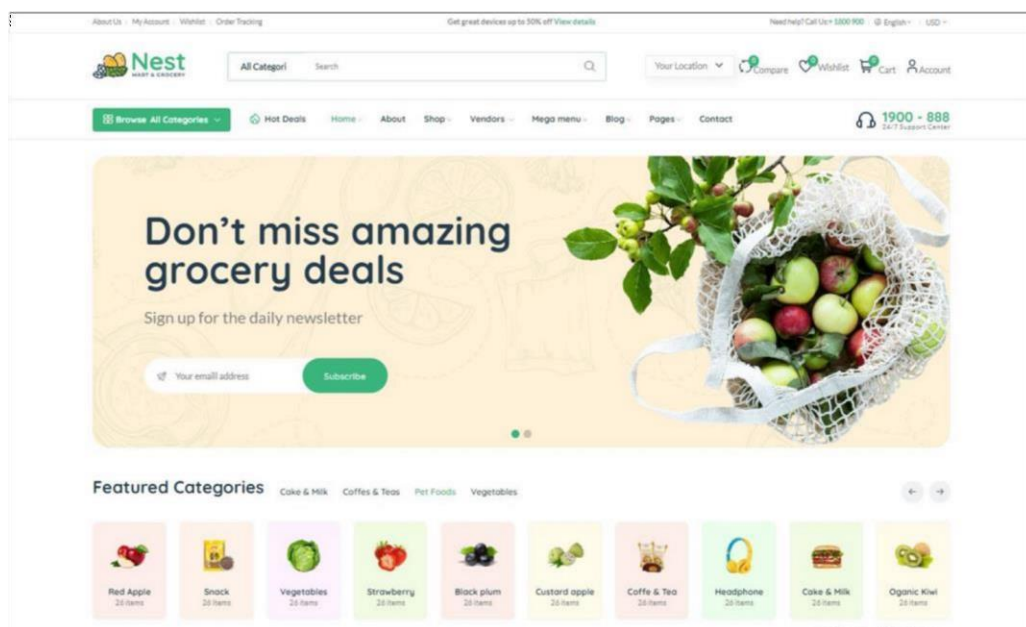 About Us My Account Wishlist Order Tracking
Get great devices up to 50% off View details
Need help? Call Us: + 1800 900 English USD
Nest
MART & GROCERY
All Categori Search
Your Location
0 Compare 0 Wishlist 0 Cart Account
Browse All Categories Hot Deals Home About Shop Vendors Mega menu Blog Pages Contact
1900 - 888
24/7 Support Center
Don't miss amazing
grocery deals
Sign up for the daily newsletter
Your emaill address Subscribe
Featured Categories Cake & Milk Coffes & Teas Pet Foods Vegetables
Red Apple Snack Vegetables Strawberry Black plum Custard apple Coffe & Tea Headphone Cake & Milk Oganic Kiwi
26 items 26 items 26 items 26 items 26 items 26 items 26 items 26 items 26 items 26 items